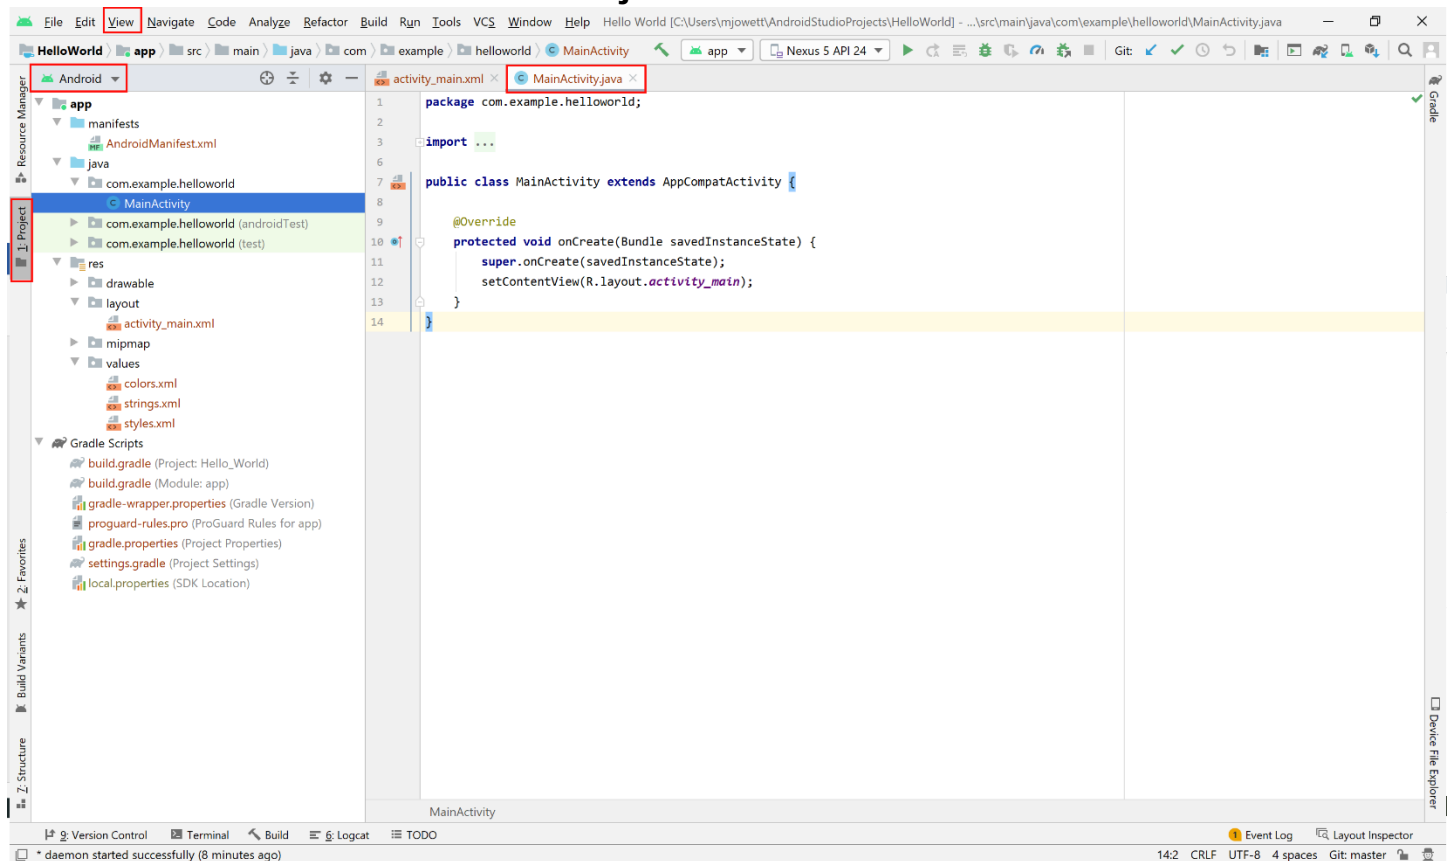 File Edit View Navigate Code Analyze Refactor Build Run Tools VCS Window Help Hello World [C:\Users\mjowett\AndroidStudioProjects\HelloWorld] - ...\src\main\java\com\example\helloworld\MainActivity.java
HelloWorld app src main java com example helloworld MainActivity app Nexus 5 API 24 Git:
Android
activity_main.xml MainActivity.java
Resource Manager
1: Project
2: Favorites
Build Variants
Z: Structure
app
manifests
AndroidManifest.xml
java
com.example.helloworld
MainActivity
com.example.helloworld (androidTest)
com.example.helloworld (test)
res
drawable
layout
activity_main.xml
mipmap
values
colors.xml
strings.xml
styles.xml
Gradle Scripts
build.gradle (Project: Hello_World)
build.gradle (Module: app)
gradle-wrapper.properties (Gradle Version)
proguard-rules.pro (ProGuard Rules for app)
gradle.properties (Project Properties)
settings.gradle (Project Settings)
local.properties (SDK Location)
1 package com.example.helloworld;
2
3 import ...
6
7 public class MainActivity extends AppCompatActivity {
8
9 @Override
10 protected void onCreate(Bundle savedInstanceState) {
11 super.onCreate(savedInstanceState);
12 setContentView(R.layout.activity_main);
13 }
14 }
MainActivity
Gradle
Device File Explorer
9: Version Control Terminal Build 6: Logcat TODO 1 Event Log Layout Inspector
* daemon started successfully (8 minutes ago) 14:2 CRLF UTF-8 4 spaces Git: master